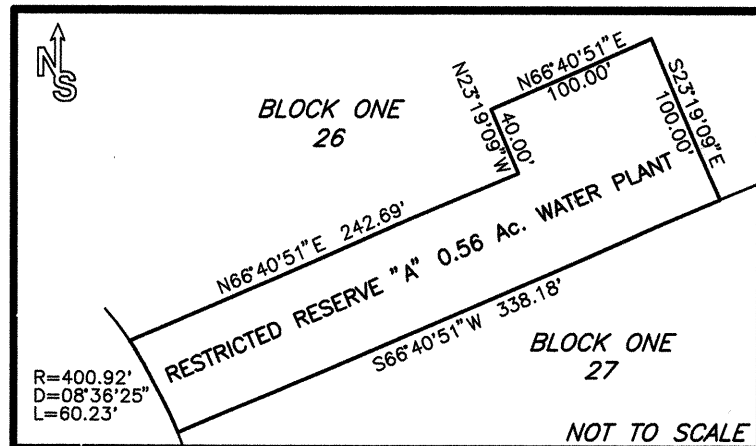 N
S
BLOCK ONE
26
N23°19'09"W
40.00'
N66°40'51"E
100.00'
S23°19'09"E
100.00'
N66°40'51"E 242.69'
RESTRICTED RESERVE "A" 0.56 Ac. WATER PLANT
S66°40'51"W 338.18'
BLOCK ONE
27
R=400.92'
D=08°36'25"
L=60.23'
NOT TO SCALE